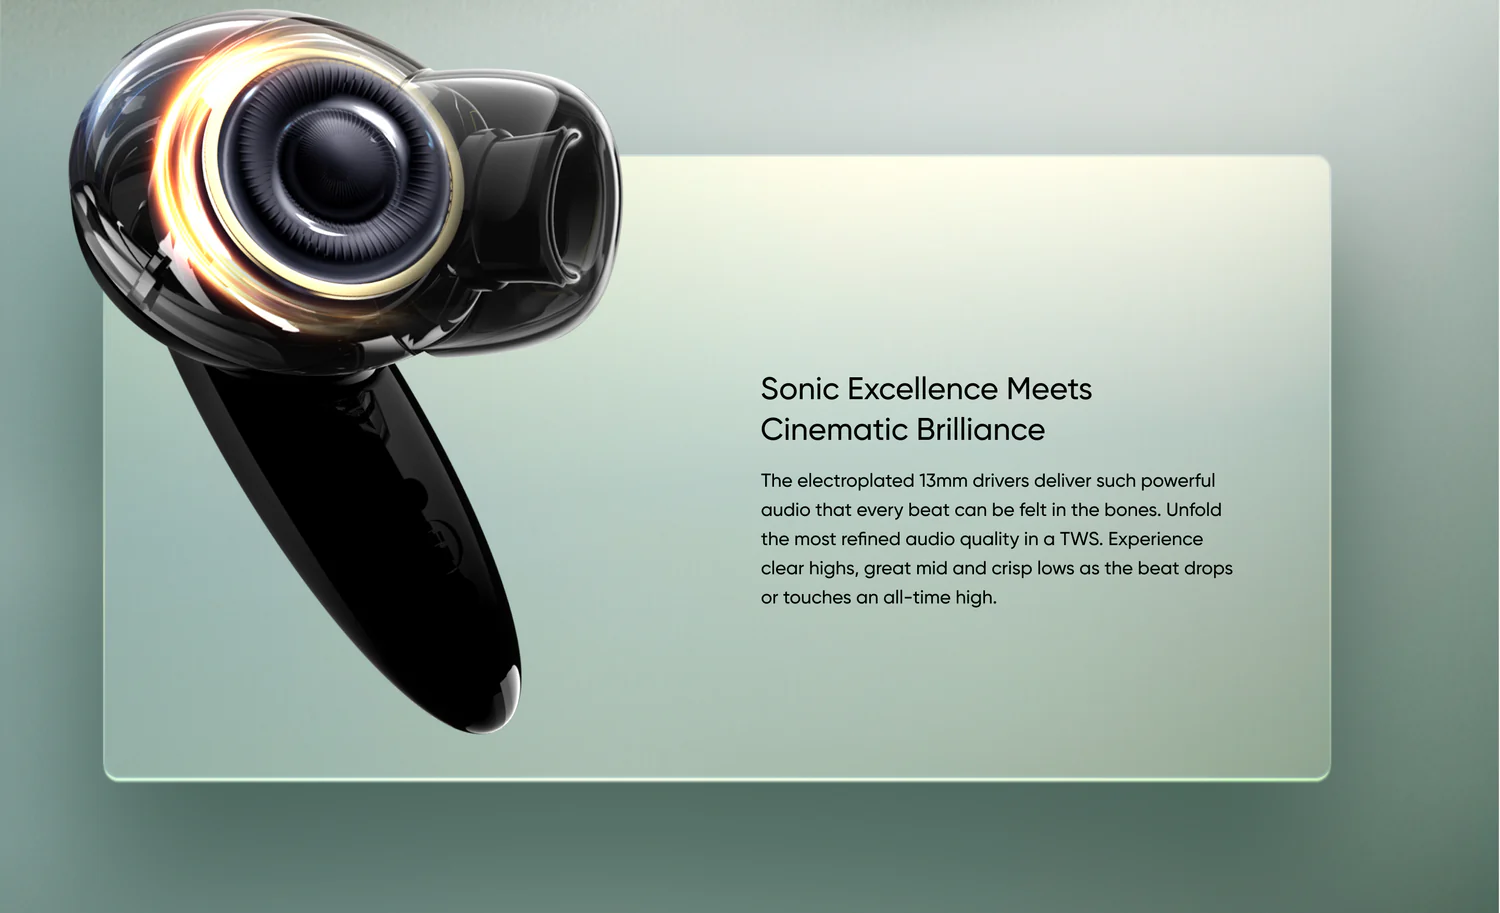 Sonic Excellence Meets
Cinematic Brilliance
The electroplated 13mm drivers deliver such powerful
audio that every beat can be felt in the bones. Unfold
the most refined audio quality in a TWS. Experience
clear highs, great mid and crisp lows as the beat drops
or touches an all-time high.